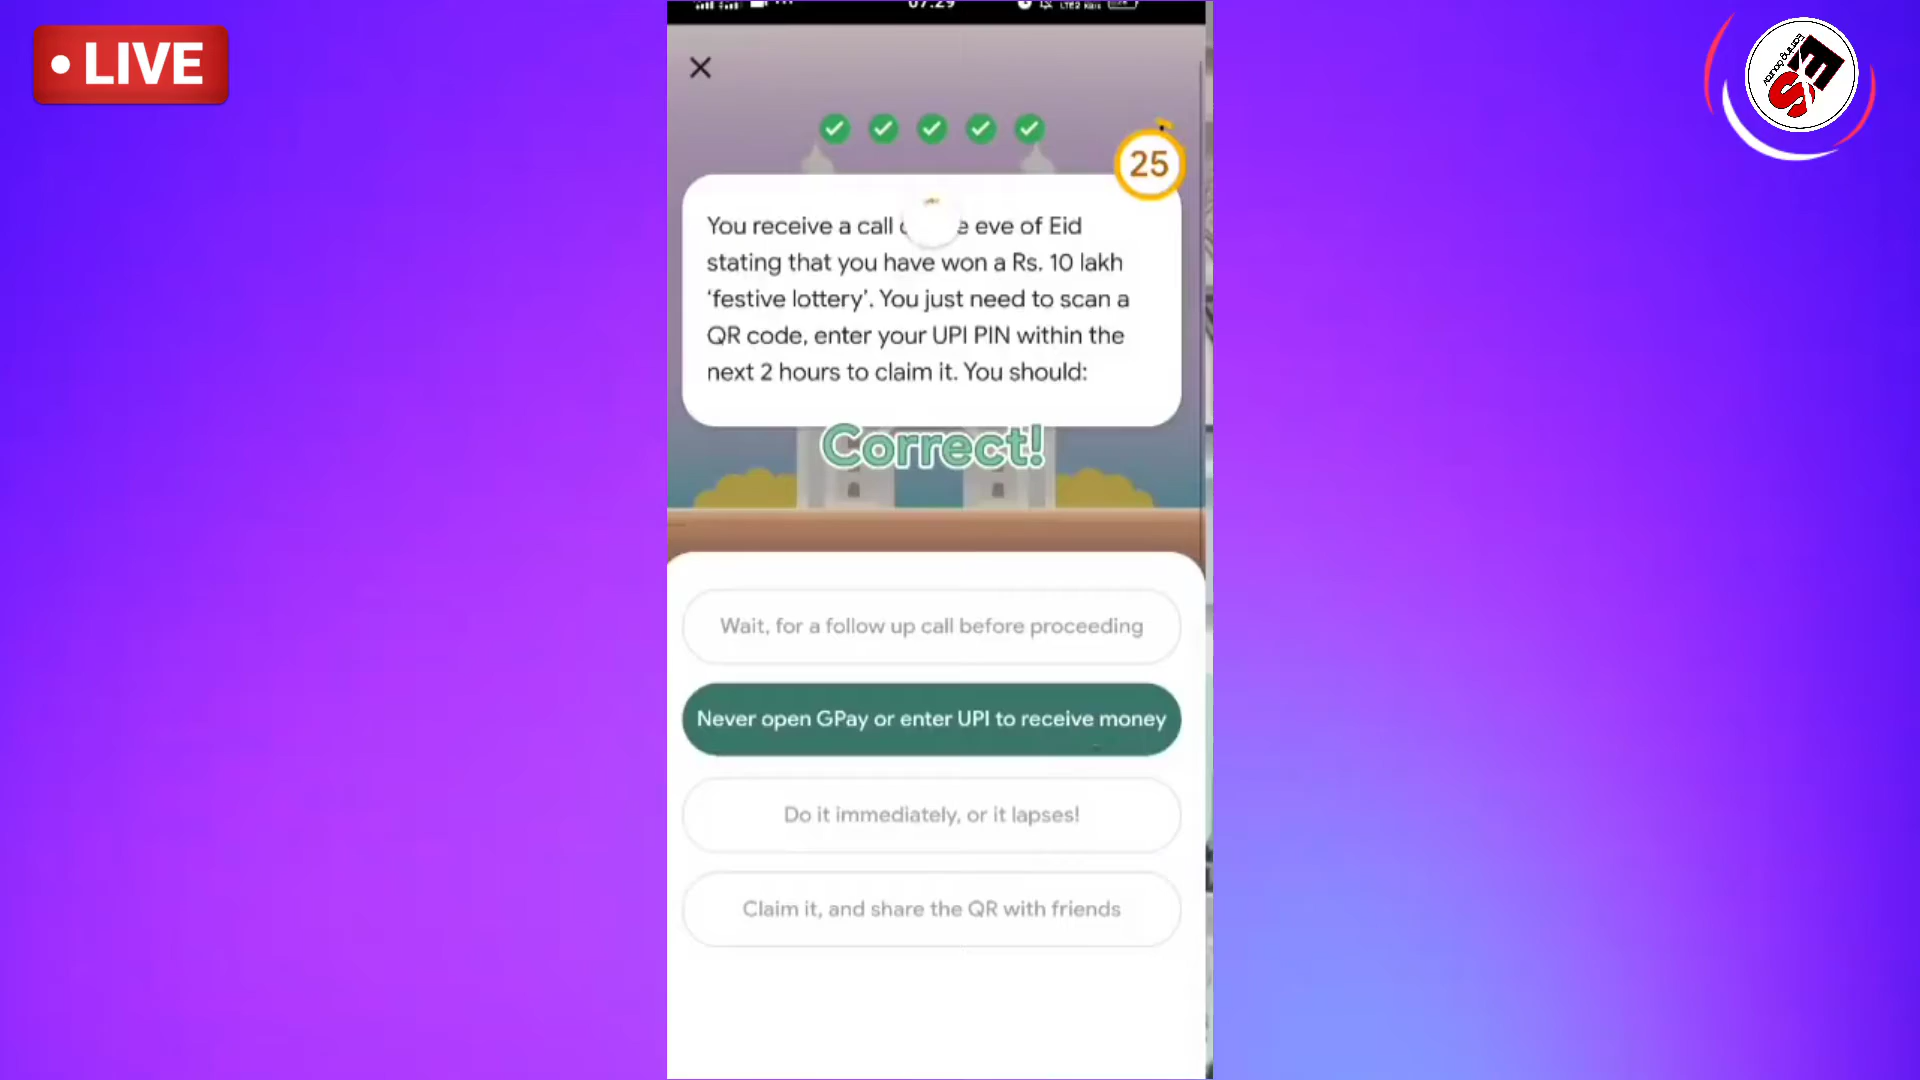 LIVE
07:29
25
You receive a call e eve of Eid
stating that you have won a Rs. 10 lakh
‘festive lottery’. You just need to scan a
QR code, enter your UPI PIN within the
next 2 hours to claim it. You should:
Correct!
Wait, for a follow up call before proceeding
Never open GPay or enter UPI to receive money
Do it immediately, or it lapses!
Claim it, and share the QR with friends